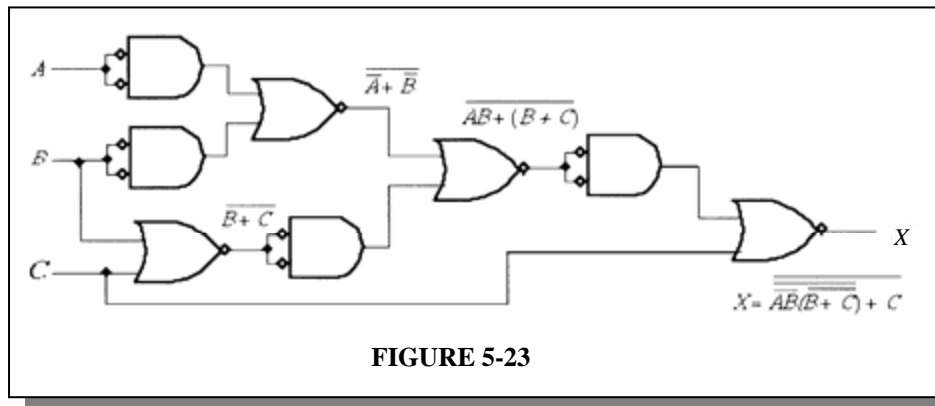 A
B
C
A̅ + B̅
AB + (B + C)
B + C
X
X = AB(B + C) + C
FIGURE 5-23